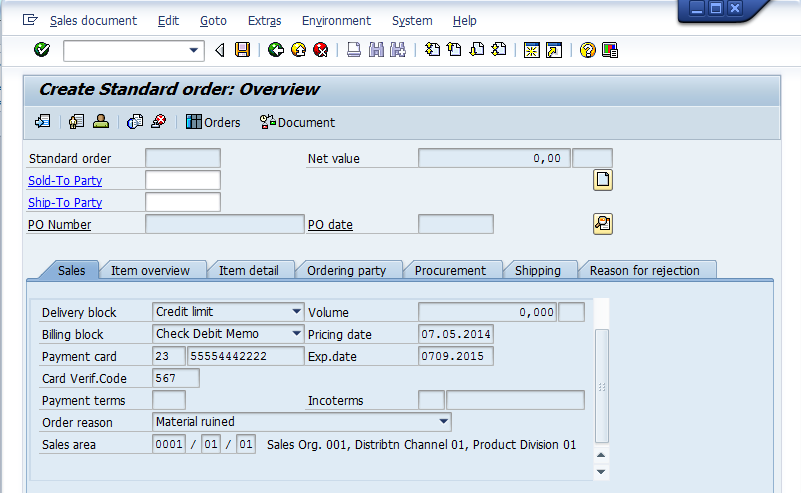 Sales document Edit Goto Extras Environment System Help
Create Standard order: Overview
Orders Document
Standard order Net value 0,00
Sold-To Party
Ship-To Party
PO Number PO date
Sales Item overview Item detail Ordering party Procurement Shipping Reason for rejection
Delivery block Credit limit Volume 0,000
Billing block Check Debit Memo Pricing date 07.05.2014
Payment card 23 55554442222 Exp.date 0709.2015
Card Verif.Code 567
Payment terms Incoterms
Order reason Material ruined
Sales area 0001 / 01 / 01 Sales Org. 001, Distribtn Channel 01, Product Division 01